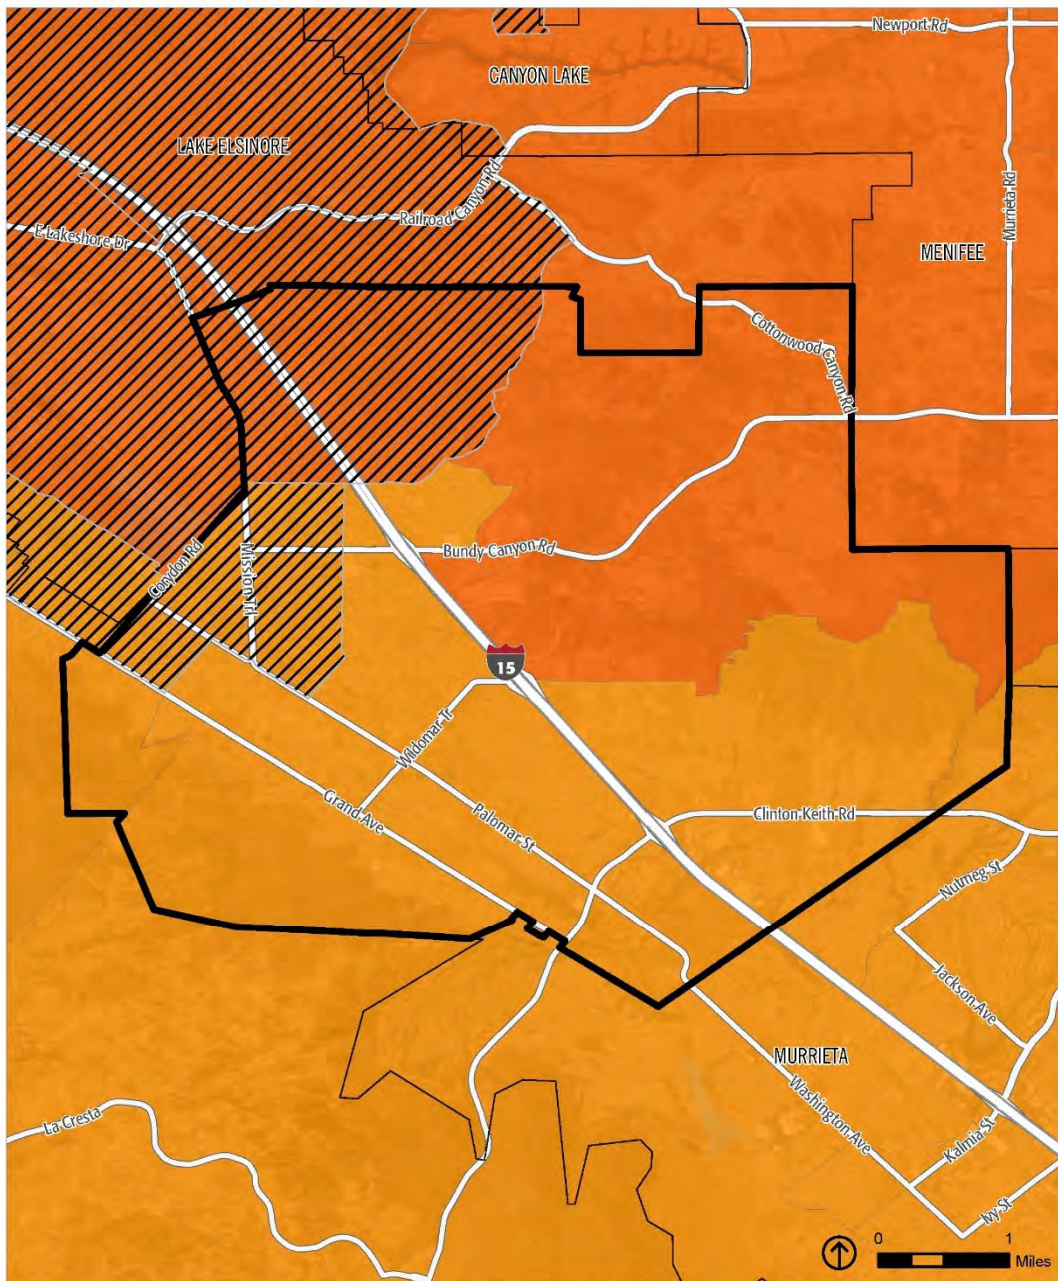 Newport Rd
CANYON LAKE
LAKE ELSINORE
Railroad Canyon Rd
Murrieta Rd
E Lakeshore Dr
MENIFEE
Cottonwood Canyon Rd
Corydon Rd
Mission Trl
Bundy Canyon Rd
15
Wildomar Tr
Grand Ave
Palomar St
Clinton Keith Rd
Nutmeg St
Jackson Ave
MURRIETA
Washington Ave
La Cresta
Kalmia St
Ivy St
0 1
Miles